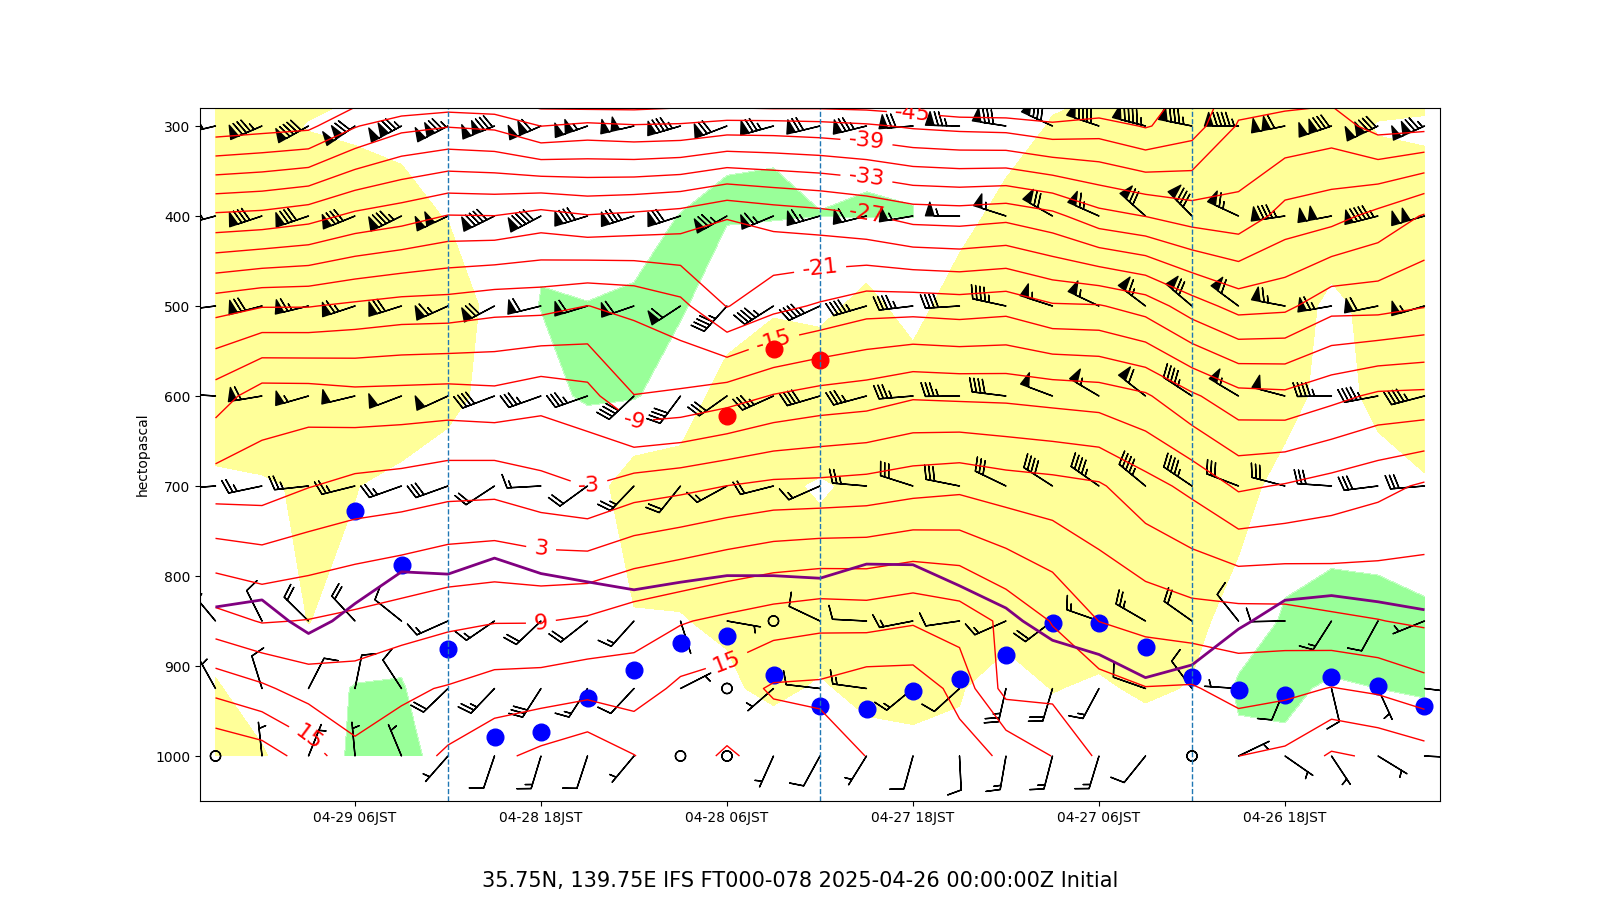 300
400
500
600
700
800
900
1000
hectopascal
-45
-39
-33
-27
-21
-15
-9
-3
3
9
15
15
04-29 06JST
04-28 18JST
04-28 06JST
04-27 18JST
04-27 06JST
04-26 18JST
35.75N, 139.75E IFS FT000-078 2025-04-26 00:00:00Z Initial